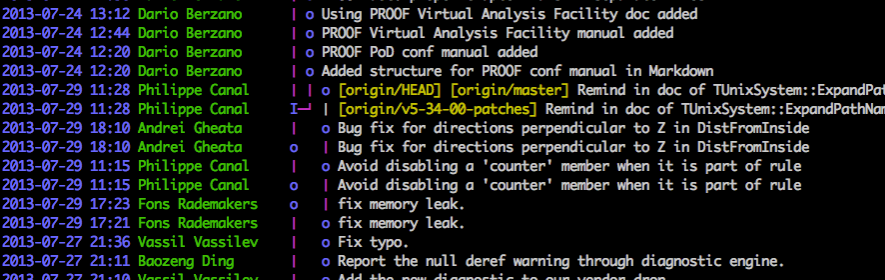 2013-07-24 13:12 Dario Berzano | o Using PROOF Virtual Analysis Facility doc added
2013-07-24 12:44 Dario Berzano | o PROOF Virtual Analysis Facility manual added
2013-07-24 12:20 Dario Berzano | o PROOF PoD conf manual added
2013-07-24 12:20 Dario Berzano | o Added structure for PROOF conf manual in Markdown
2013-07-29 11:28 Philippe Canal | | o [origin/HEAD] [origin/master] Remind in doc of TUnixSystem::ExpandPat
2013-07-29 11:28 Philippe Canal I─┘ | [origin/v5-34-00-patches] Remind in doc of TUnixSystem::ExpandPathNam
2013-07-29 18:10 Andrei Gheata | o Bug fix for directions perpendicular to Z in DistFromInside
2013-07-29 18:10 Andrei Gheata o | Bug fix for directions perpendicular to Z in DistFromInside
2013-07-29 11:15 Philippe Canal | o Avoid disabling a 'counter' member when it is part of rule
2013-07-29 11:15 Philippe Canal o | Avoid disabling a 'counter' member when it is part of rule
2013-07-29 17:23 Fons Rademakers o | fix memory leak.
2013-07-29 17:21 Fons Rademakers | o fix memory leak.
2013-07-27 21:36 Vassil Vassilev | o Fix typo.
2013-07-27 21:11 Baozeng Ding | o Report the null deref warning through diagnostic engine.
2013-07-27 21:10 Vassil Vassilev | o Add the new diagnostic to our vendor drop